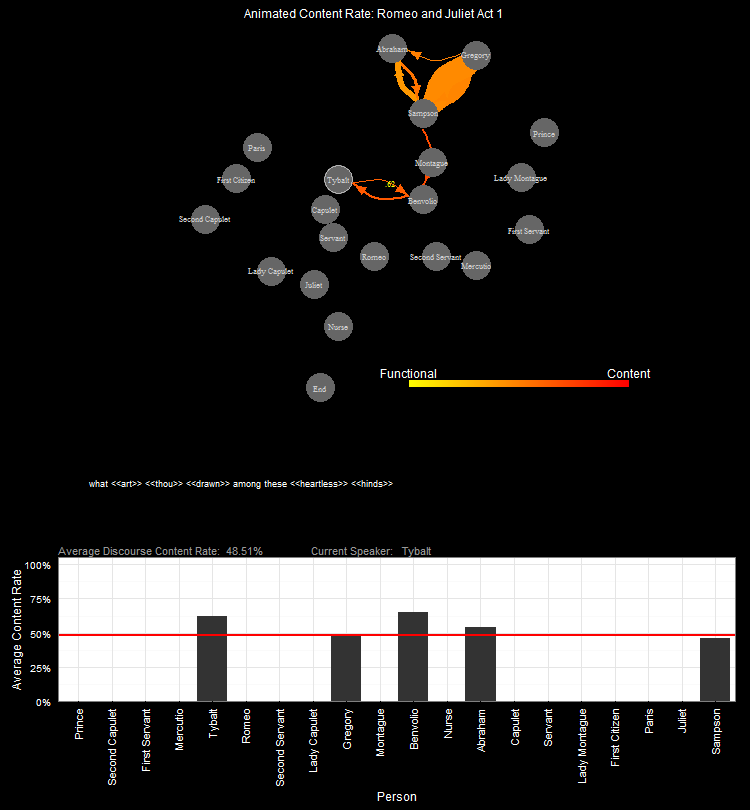 Animated Content Rate: Romeo and Juliet Act 1
Abraham
Gregory
Sampson
Prince
Paris
Montague
First Citizen
Tybalt
.62
Lady Montague
Benvolio
Capulet
Second Capulet
First Servant
Servant
Romeo
Second Servant
Mercutio
Lady Capulet
Juliet
Nurse
Functional
Content
End
what <<art>> <<thou>> <<drawn>> among these <<heartless>> <<hinds>>
Average Discourse Content Rate: 48.51%
Current Speaker: Tybalt
Average Content Rate
100%
75%
50%
25%
0%
Prince
Second Capulet
First Servant
Mercutio
Tybalt
Romeo
Second Servant
Lady Capulet
Gregory
Montague
Benvolio
Nurse
Abraham
Capulet
Servant
Lady Montague
First Citizen
Paris
Juliet
Sampson
Person